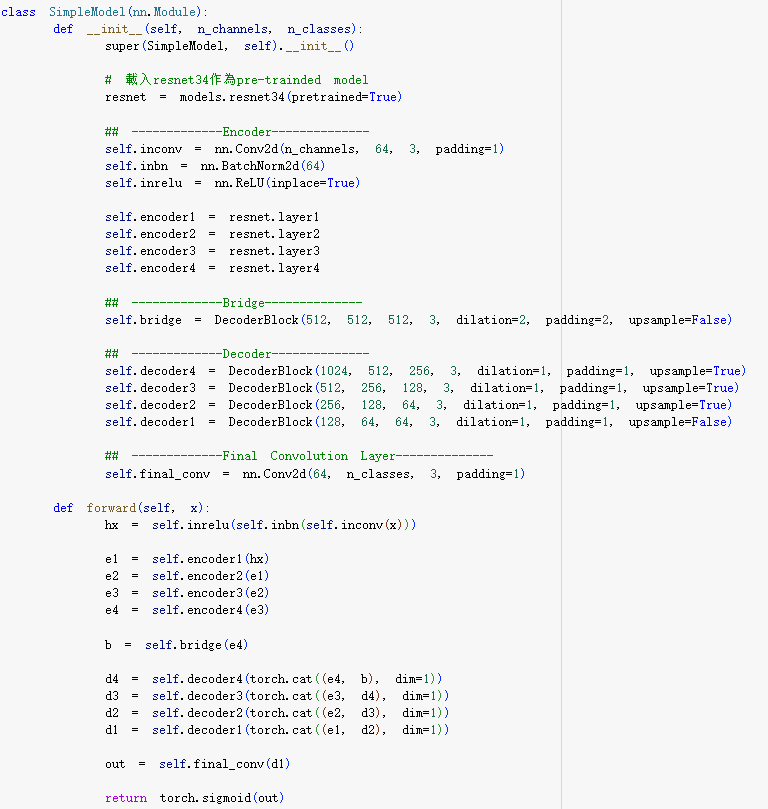 class SimpleModel(nn.Module):
def __init__(self, n_channels, n_classes):
super(SimpleModel, self).__init__()
# 載入resnet34作為pre-trainded model
resnet = models.resnet34(pretrained=True)
## -------------Encoder--------------
self.inconv = nn.Conv2d(n_channels, 64, 3, padding=1)
self.inbn = nn.BatchNorm2d(64)
self.inrelu = nn.ReLU(inplace=True)
self.encoder1 = resnet.layer1
self.encoder2 = resnet.layer2
self.encoder3 = resnet.layer3
self.encoder4 = resnet.layer4
## -------------Bridge--------------
self.bridge = DecoderBlock(512, 512, 512, 3, dilation=2, padding=2, upsample=False)
## -------------Decoder--------------
self.decoder4 = DecoderBlock(1024, 512, 256, 3, dilation=1, padding=1, upsample=True)
self.decoder3 = DecoderBlock(512, 256, 128, 3, dilation=1, padding=1, upsample=True)
self.decoder2 = DecoderBlock(256, 128, 64, 3, dilation=1, padding=1, upsample=True)
self.decoder1 = DecoderBlock(128, 64, 64, 3, dilation=1, padding=1, upsample=False)
## -------------Final Convolution Layer--------------
self.final_conv = nn.Conv2d(64, n_classes, 3, padding=1)
def forward(self, x):
hx = self.inrelu(self.inbn(self.inconv(x)))
e1 = self.encoder1(hx)
e2 = self.encoder2(e1)
e3 = self.encoder3(e2)
e4 = self.encoder4(e3)
b = self.bridge(e4)
d4 = self.decoder4(torch.cat((e4, b), dim=1))
d3 = self.decoder3(torch.cat((e3, d4), dim=1))
d2 = self.decoder2(torch.cat((e2, d3), dim=1))
d1 = self.decoder1(torch.cat((e1, d2), dim=1))
out = self.final_conv(d1)
return torch.sigmoid(out)